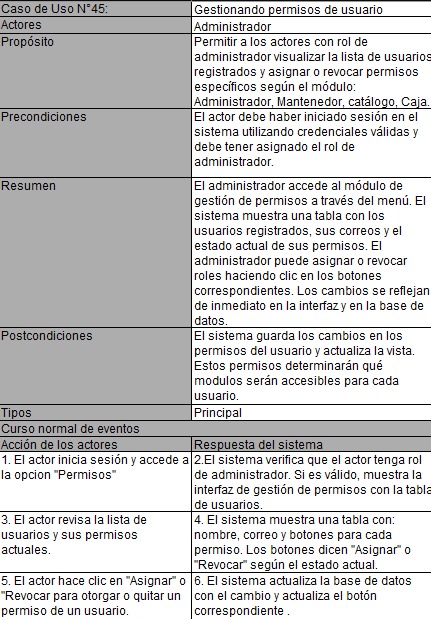 Caso de Uso N°45: Gestionando permisos de usuario
Actores Administrador
Propósito Permitir a los actores con rol de
administrador visualizar la lista de usuarios
registrados y asignar o revocar permisos
específicos según el módulo:
Administrador, Mantenedor, catálogo, Caja.
Precondiciones El actor debe haber iniciado sesión en el
sistema utilizando credenciales válidas y
debe tener asignado el rol de
administrador.
Resumen El administrador accede al módulo de
gestión de permisos a través del menú. El
sistema muestra una tabla con los
usuarios registrados, sus correos y el
estado actual de sus permisos. El
administrador puede asignar o revocar
roles haciendo clic en los botones
correspondientes. Los cambios se reflejan
de inmediato en la interfaz y en la base de
datos.
Postcondiciones El sistema guarda los cambios en los
permisos del usuario y actualiza la vista.
Estos permisos determinarán qué
modulos serán accesibles para cada
usuario.
Tipos Principal
Curso normal de eventos
Acción de los actores Respuesta del sistema
1. El actor inicia sesión y accede a
la opcion "Permisos"
2.El sistema verifica que el actor tenga rol
de administrador. Si es válido, muestra la
interfaz de gestión de permisos con la tabla
de usuarios.
3. El actor revisa la lista de
usuarios y sus permisos
actuales.
4. El sistema muestra una tabla con:
nombre, correo y botones para cada
permiso. Los botones dicen "Asignar" o
"Revocar" según el estado actual.
5. El actor hace clic en "Asignar" o
"Revocar para otorgar o quitar un
permiso de un usuario.
6. El sistema actualiza la base de datos
con el cambio y actualiza el botón
correspondiente .